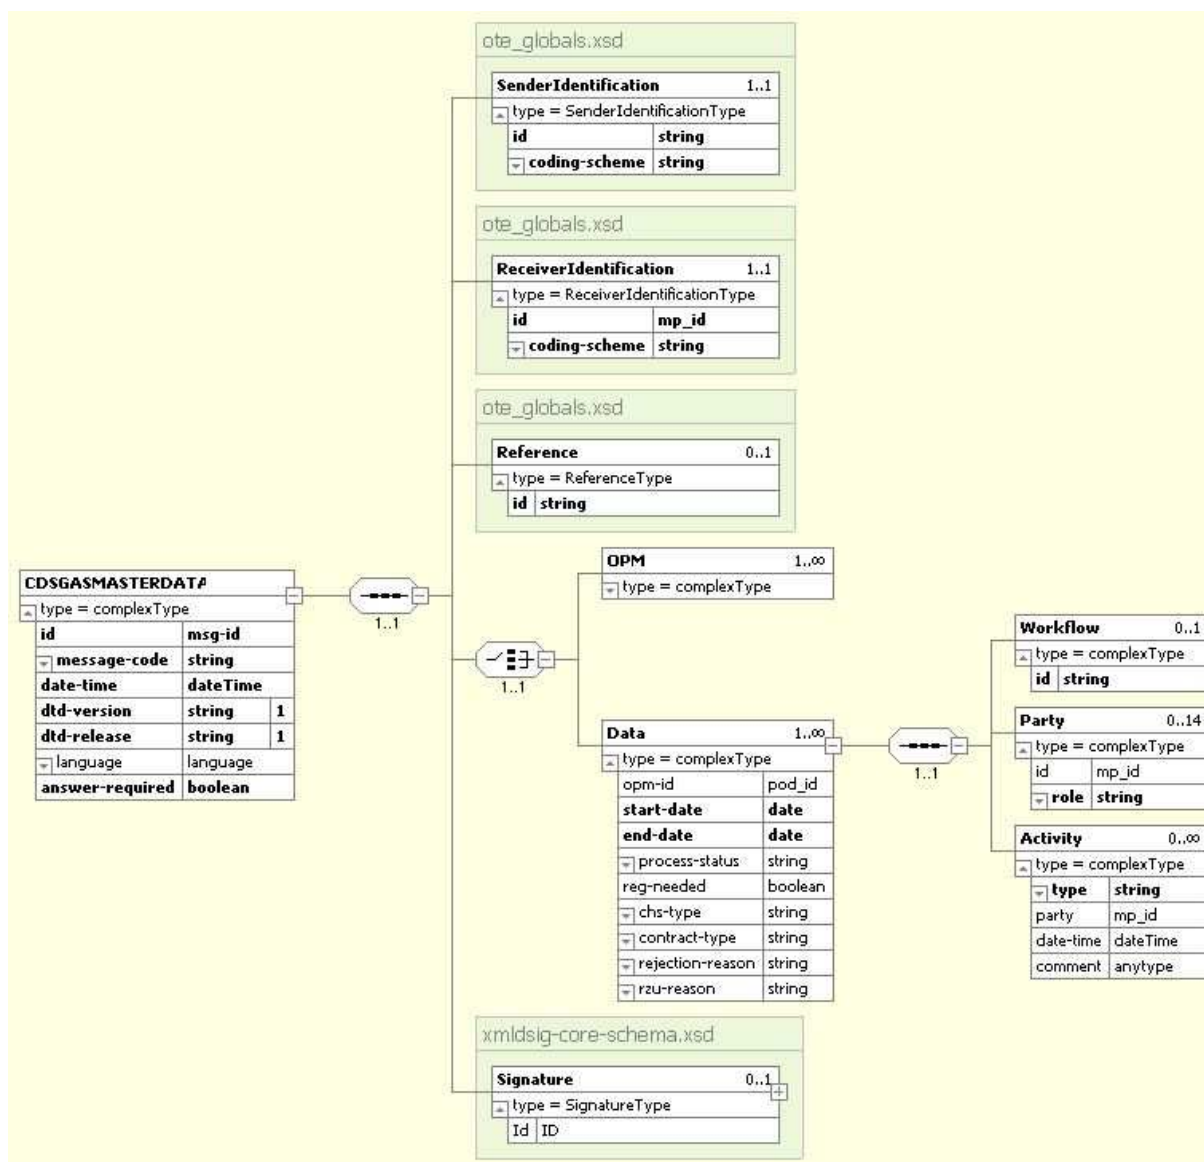 ote_globals.xsd
SenderIdentification 1..1
type = SenderIdentificationType
id string
coding-scheme string
ote_globals.xsd
ReceiverIdentification 1..1
type = ReceiverIdentificationType
id mp_id
coding-scheme string
ote_globals.xsd
Reference 0..1
type = ReferenceType
id string
CDSGASMASTERDATA
type = complexType
id msg-id
message-code string
date-time dateTime
dtd-version string 1
dtd-release string 1
language language
answer-required boolean
1..1
1..1
OPM 1..∞
type = complexType
Data 1..∞
type = complexType
opm-id pod_id
start-date date
end-date date
process-status string
reg-needed boolean
chs-type string
contract-type string
rejection-reason string
rzu-reason string
1..1
Workflow 0..1
type = complexType
id string
Party 0..14
type = complexType
id mp_id
role string
Activity 0..∞
type = complexType
type string
party mp_id
date-time dateTime
comment anytype
xmldsig-core-schema.xsd
Signature 0..1
type = SignatureType
Id ID